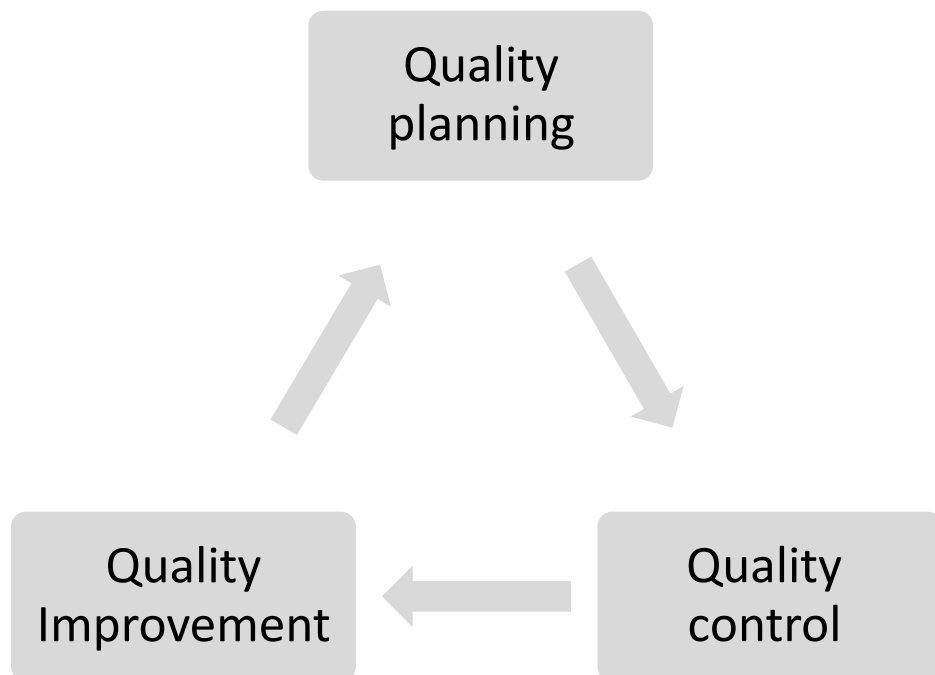 Quality
planning
Quality
Improvement
Quality
control